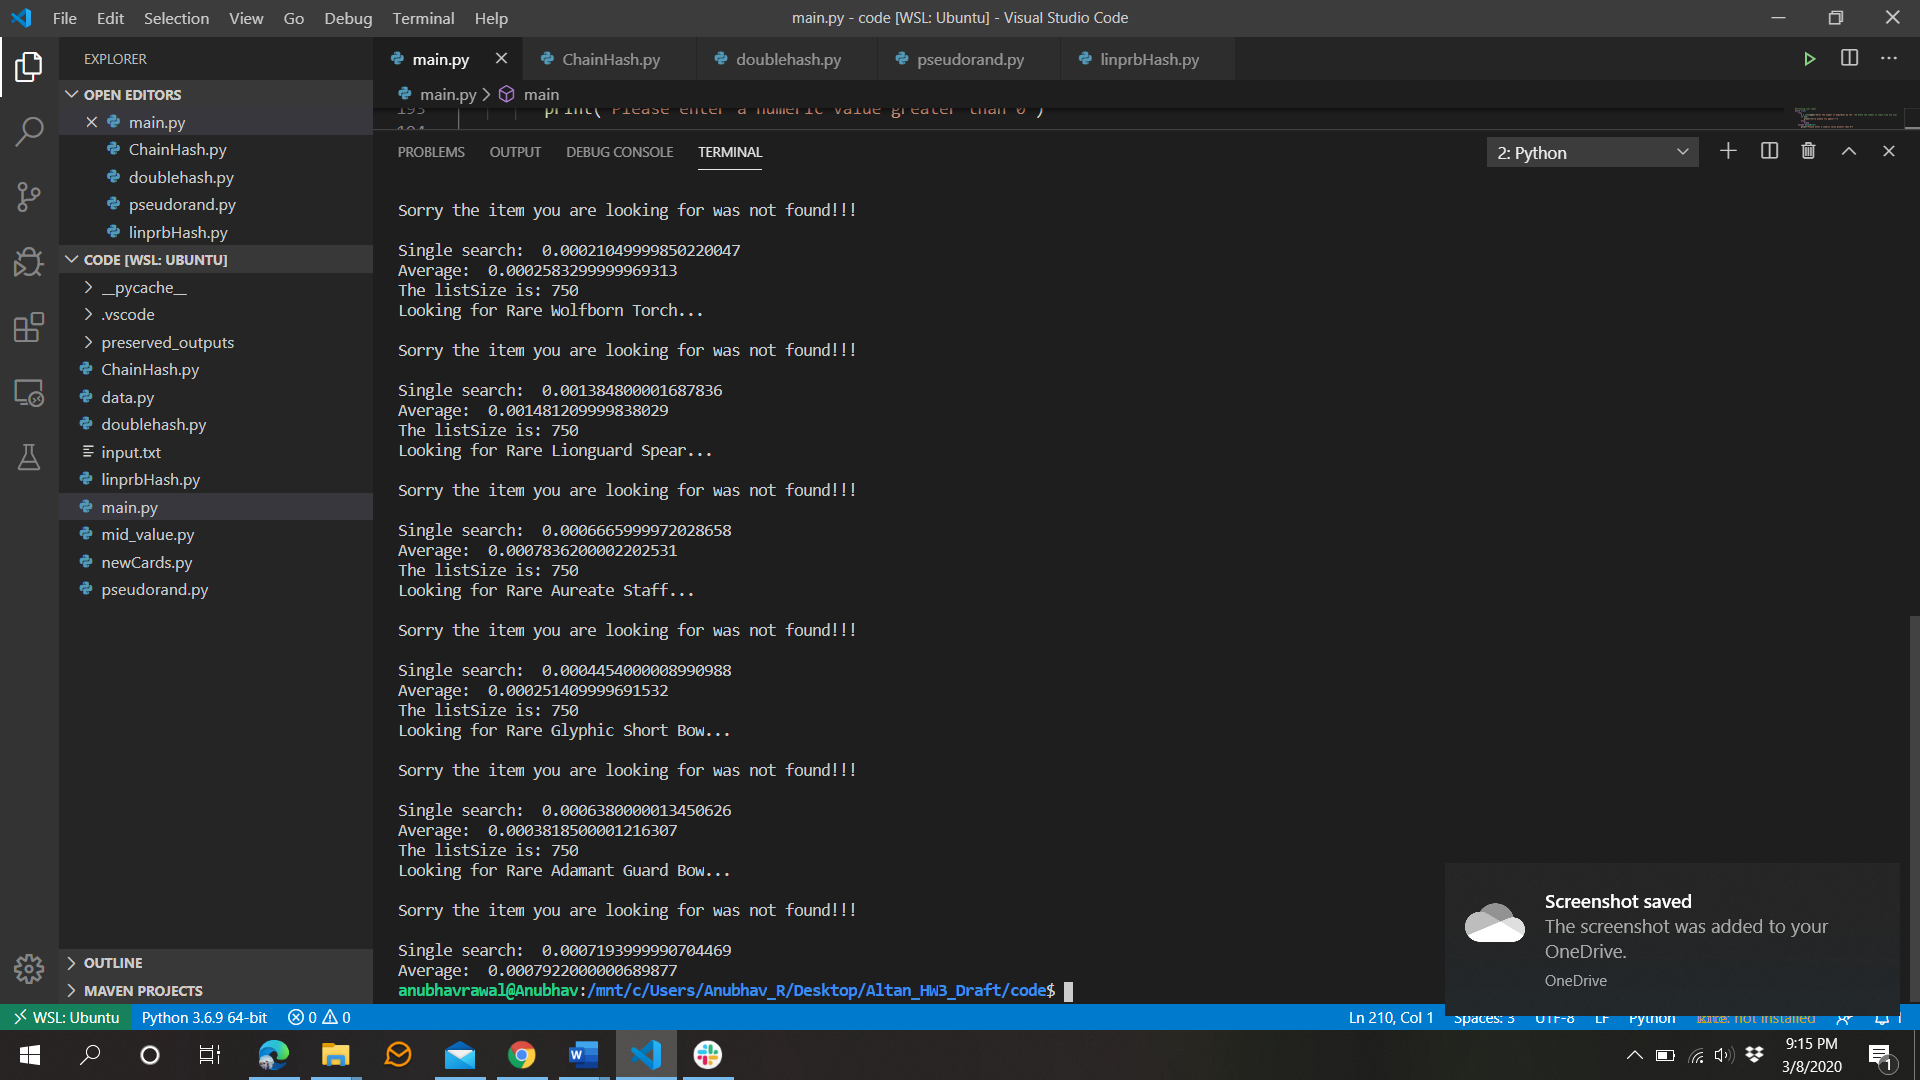 File Edit Selection View Go Debug Terminal Help
main.py - code [WSL: Ubuntu] - Visual Studio Code
EXPLORER
OPEN EDITORS
main.py
ChainHash.py
doublehash.py
pseudorand.py
linprbHash.py
CODE [WSL: UBUNTU]
__pycache__
.vscode
preserved_outputs
ChainHash.py
data.py
doublehash.py
input.txt
linprbHash.py
main.py
mid_value.py
newCards.py
pseudorand.py
OUTLINE
MAVEN PROJECTS
main.py ChainHash.py doublehash.py pseudorand.py linprbHash.py
main.py > main
193 print("Please enter a numeric value greater than 0")
194
PROBLEMS OUTPUT DEBUG CONSOLE TERMINAL 2: Python
Sorry the item you are looking for was not found!!!
Single search:  0.00021049999850220047
Average:  0.0002583299999969313
The listSize is: 750
Looking for Rare Wolfborn Torch...
Sorry the item you are looking for was not found!!!
Single search:  0.001384800001687836
Average:  0.001481209999838029
The listSize is: 750
Looking for Rare Lionguard Spear...
Sorry the item you are looking for was not found!!!
Single search:  0.0006665999972028658
Average:  0.0007836200002202531
The listSize is: 750
Looking for Rare Aureate Staff...
Sorry the item you are looking for was not found!!!
Single search:  0.0004454000008990988
Average:  0.000251409999691532
The listSize is: 750
Looking for Rare Glyphic Short Bow...
Sorry the item you are looking for was not found!!!
Single search:  0.0006380000013450626
Average:  0.0003818500001216307
The listSize is: 750
Looking for Rare Adamant Guard Bow...
Sorry the item you are looking for was not found!!!
Single search:  0.0007193999990704469
Average:  0.0007922000000689877
anubhavrawal@Anubhav:/mnt/c/Users/Anubhav_R/Desktop/Altan_HW3_Draft/code$
Screenshot saved
The screenshot was added to your
OneDrive.
OneDrive
WSL: Ubuntu Python 3.6.9 64-bit 0 0 Ln 210, Col 1 Spaces: 3 UTF-8 LF Python kite: not installed 1
9:15 PM
3/8/2020
1